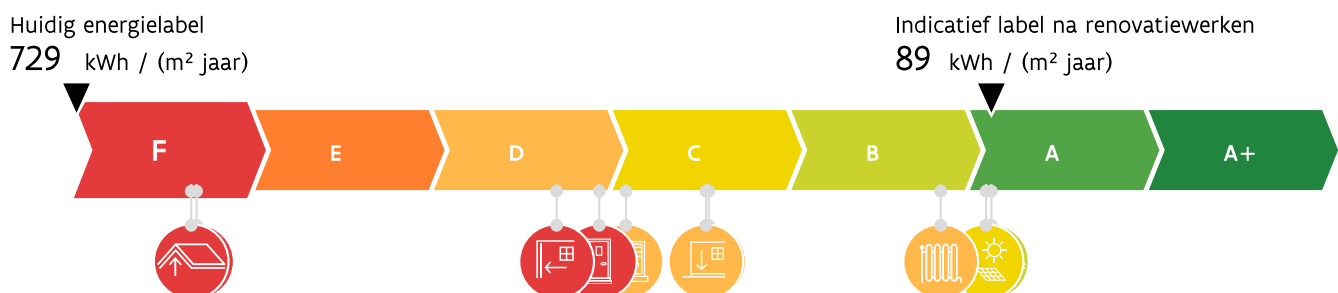 Huidig energielabel
729 kWh / (m² jaar)
Indicatief label na renovatiewerken
89 kWh / (m² jaar)
F E D C B A A+